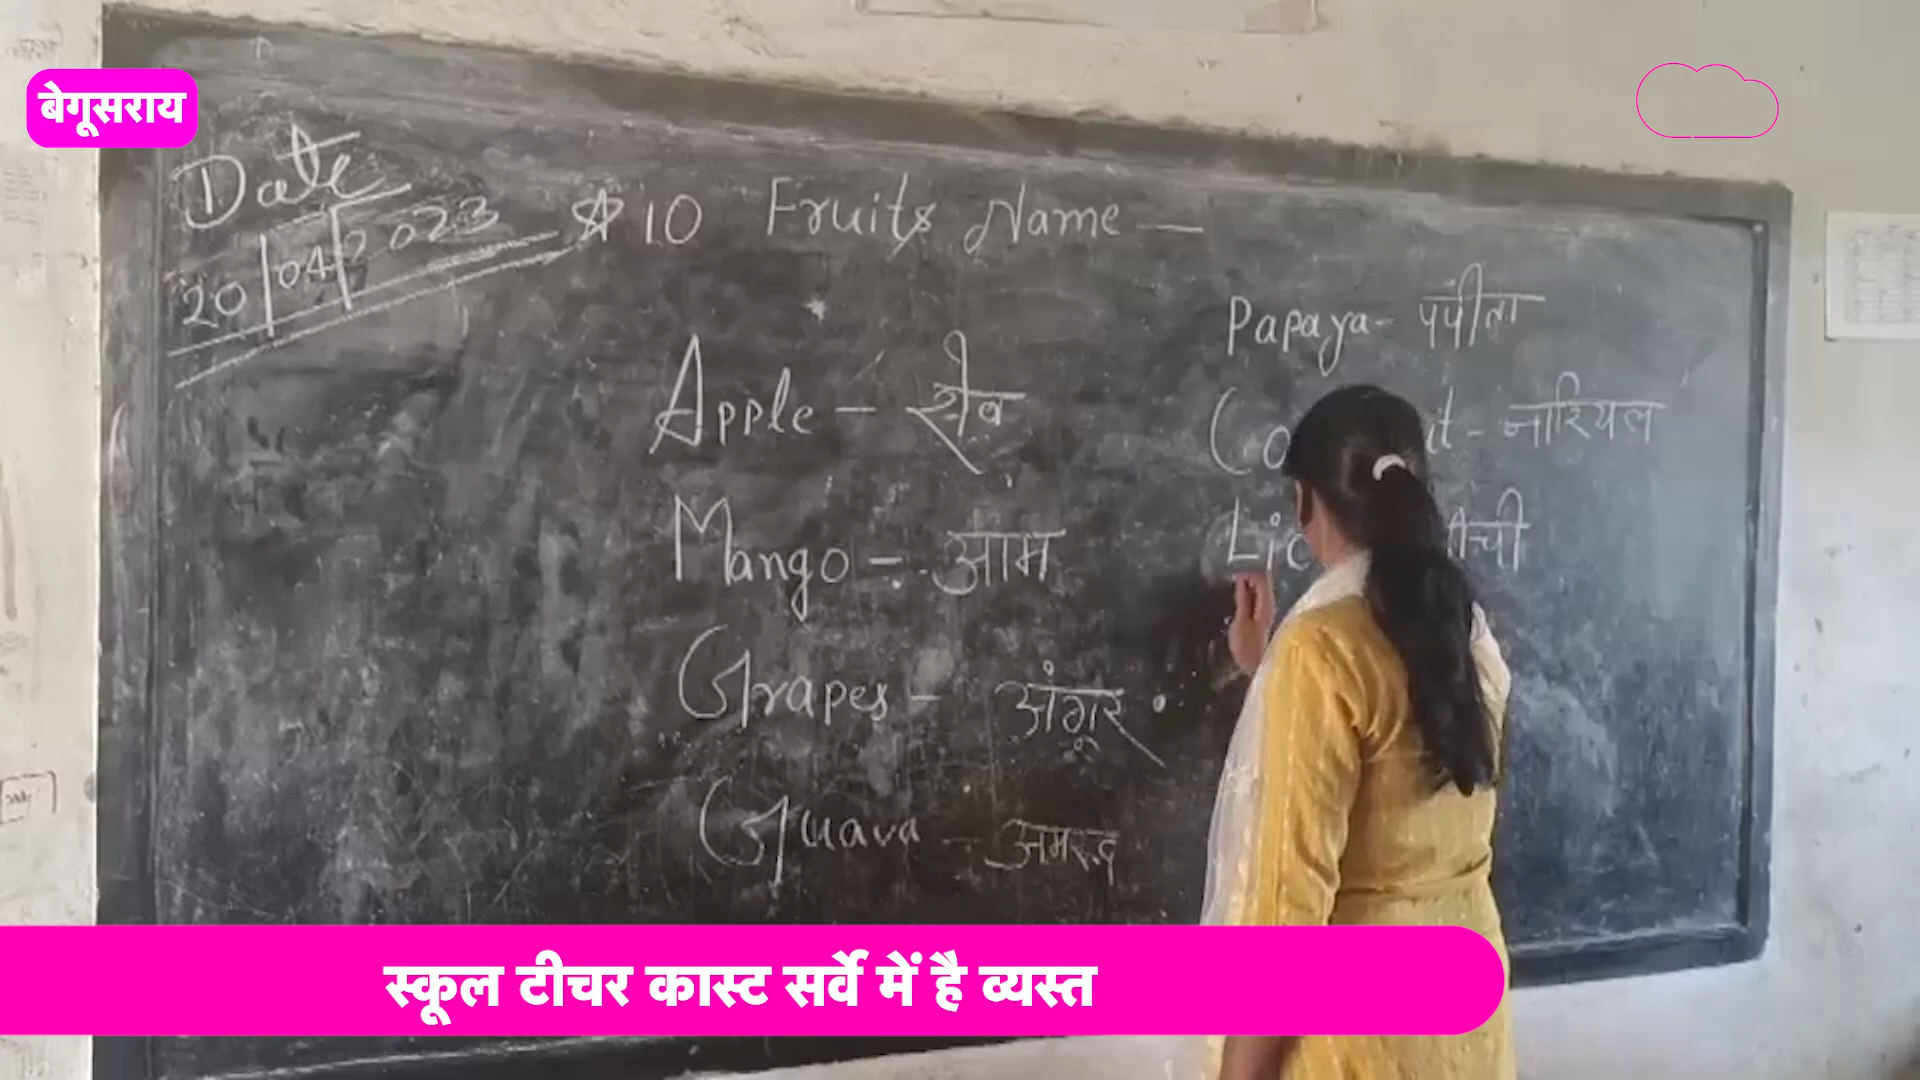 बेगूसराय
Date
20/04/2023
☆ 10 Fruits Name —
Apple – सेव
Mango – आम
Grapes – अंगूर
Guava – अमरूद
Papaya – पपीता
नारियल
स्कूल टीचर कास्ट सर्वे में है व्यस्त